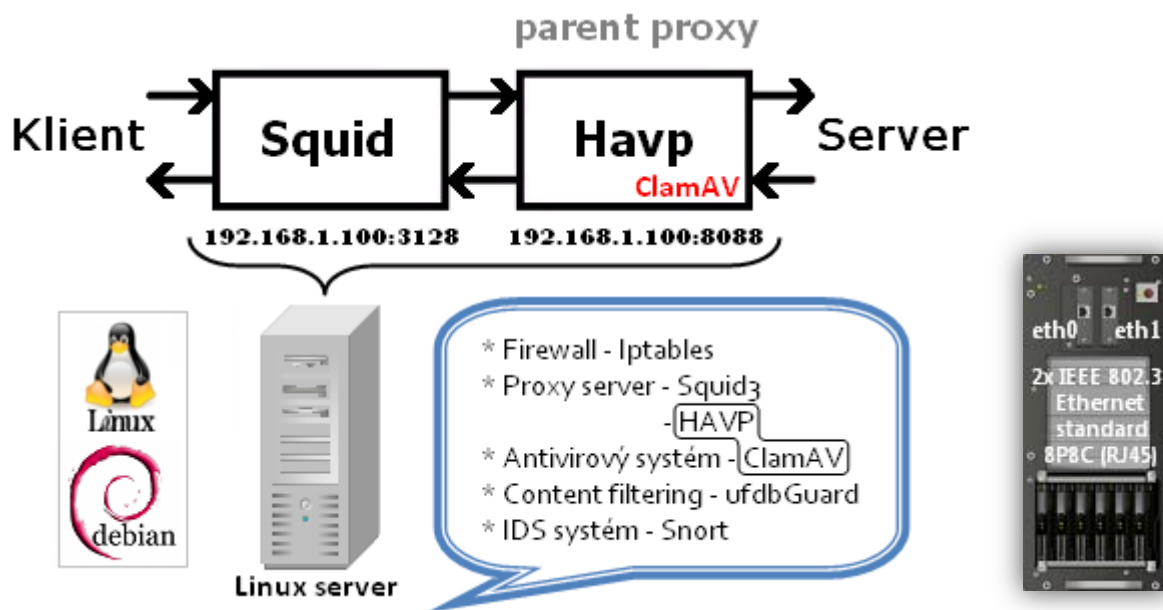 parent proxy
Klient
Squid
Havp
ClamAV
Server
192.168.1.100:3128
192.168.1.100:8088
Linux
debian
Linux server
* Firewall - Iptables
* Proxy server - Squid3
- HAVP
* Antivirový systém - ClamAV
* Content filtering - ufdbGuard
* IDS systém - Snort
eth0
eth1
2x IEEE 802.3
Ethernet
standard
8P8C (RJ45)